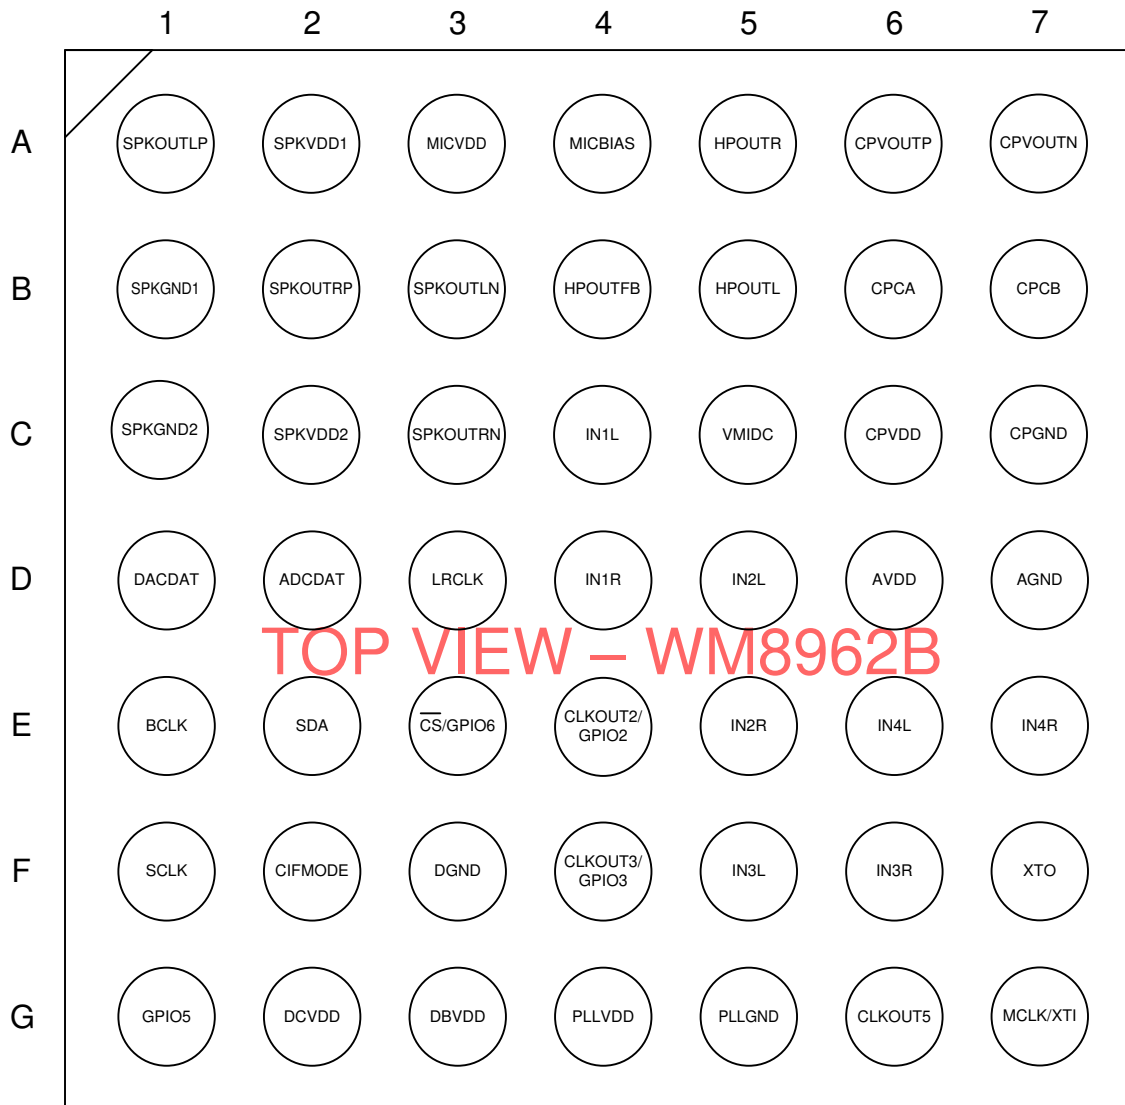 1 2 3 4 5 6 7
A SPKOUTLP SPKVDD1 MICVDD MICBIAS HPOUTR CPVOUTP CPVOUTN
B SPKGND1 SPKOUTRP SPKOUTLN HPOUTFB HPOUTL CPCA CPCB
C SPKGND2 SPKVDD2 SPKOUTRN IN1L VMIDC CPVDD CPGND
D DACDAT ADCDAT LRCLK IN1R IN2L AVDD AGND
TOP VIEW – WM8962B
E BCLK SDA C̅S̅/GPIO6 CLKOUT2/ IN2R IN4L IN4R
GPIO2
F SCLK CIFMODE DGND CLKOUT3/ IN3L IN3R XTO
GPIO3
G GPIO5 DCVDD DBVDD PLLVDD PLLGND CLKOUT5 MCLK/XTI